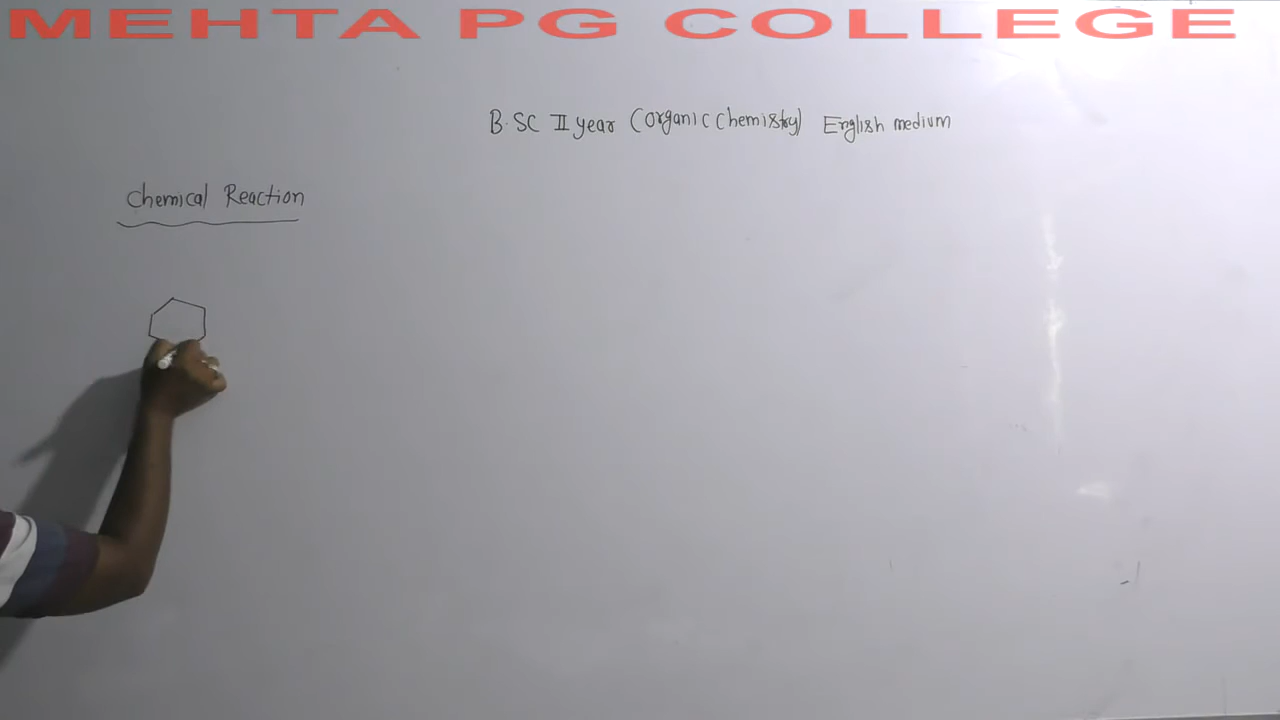 MEHTA PG COLLEGE
B.SC II year (Organic Chemistry) English medium
Chemical Reaction